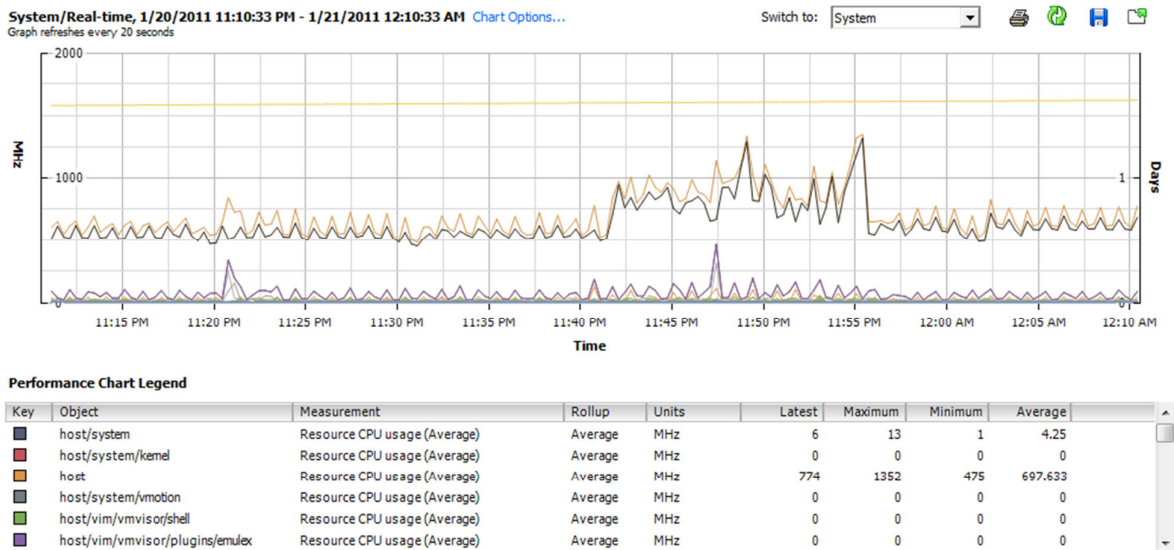 System/Real-time, 1/20/2011 11:10:33 PM - 1/21/2011 12:10:33 AM Chart Options... Switch to: System
Graph refreshes every 20 seconds
2000
MHz
1000
1
Days
0
0
11:15 PM 11:20 PM 11:25 PM 11:30 PM 11:35 PM 11:40 PM 11:45 PM 11:50 PM 11:55 PM 12:00 AM 12:05 AM 12:10 AM
Time
Performance Chart Legend
Key Object Measurement Rollup Units Latest Maximum Minimum Average
host/system Resource CPU usage (Average) Average MHz 6 13 1 4.25
host/system/kernel Resource CPU usage (Average) Average MHz 0 0 0 0
host Resource CPU usage (Average) Average MHz 774 1352 475 697.633
host/system/vmotion Resource CPU usage (Average) Average MHz 0 0 0 0
host/vim/vmvisor/shell Resource CPU usage (Average) Average MHz 0 0 0 0
host/vim/vmvisor/plugins/emulex Resource CPU usage (Average) Average MHz 0 0 0 0